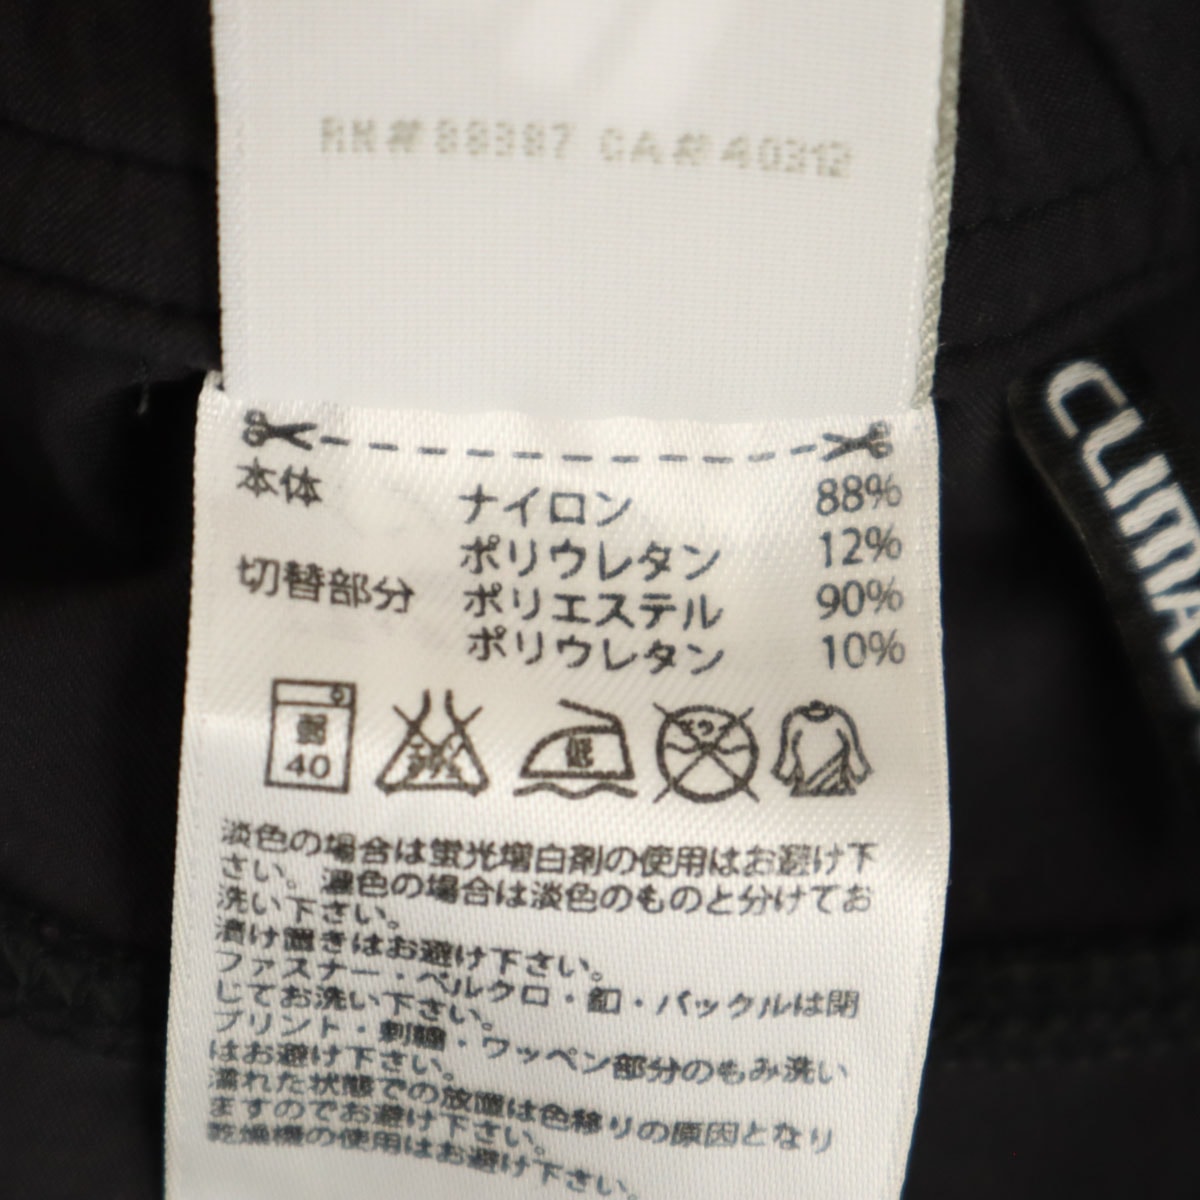 RN#88387 CA#40312
本体 ナイロン 88%
ポリウレタン 12%
切替部分 ポリエステル 90%
ポリウレタン 10%
40
淡色の場合は蛍光増白剤の使用はお避け下
さい。濃色の場合は淡色のものと分けてお
洗い下さい。
漬け置きはお避け下さい。
ファスナー・ベルクロ・釦・バックルは閉
じてお洗い下さい。
プリント・刺繍・ワッペン部分のもみ洗い
はお避け下さい。
濡れた状態での放置は色移りの原因となり
ますのでお避け下さい。
乾燥機の使用はお避け下さい。
CLIMA